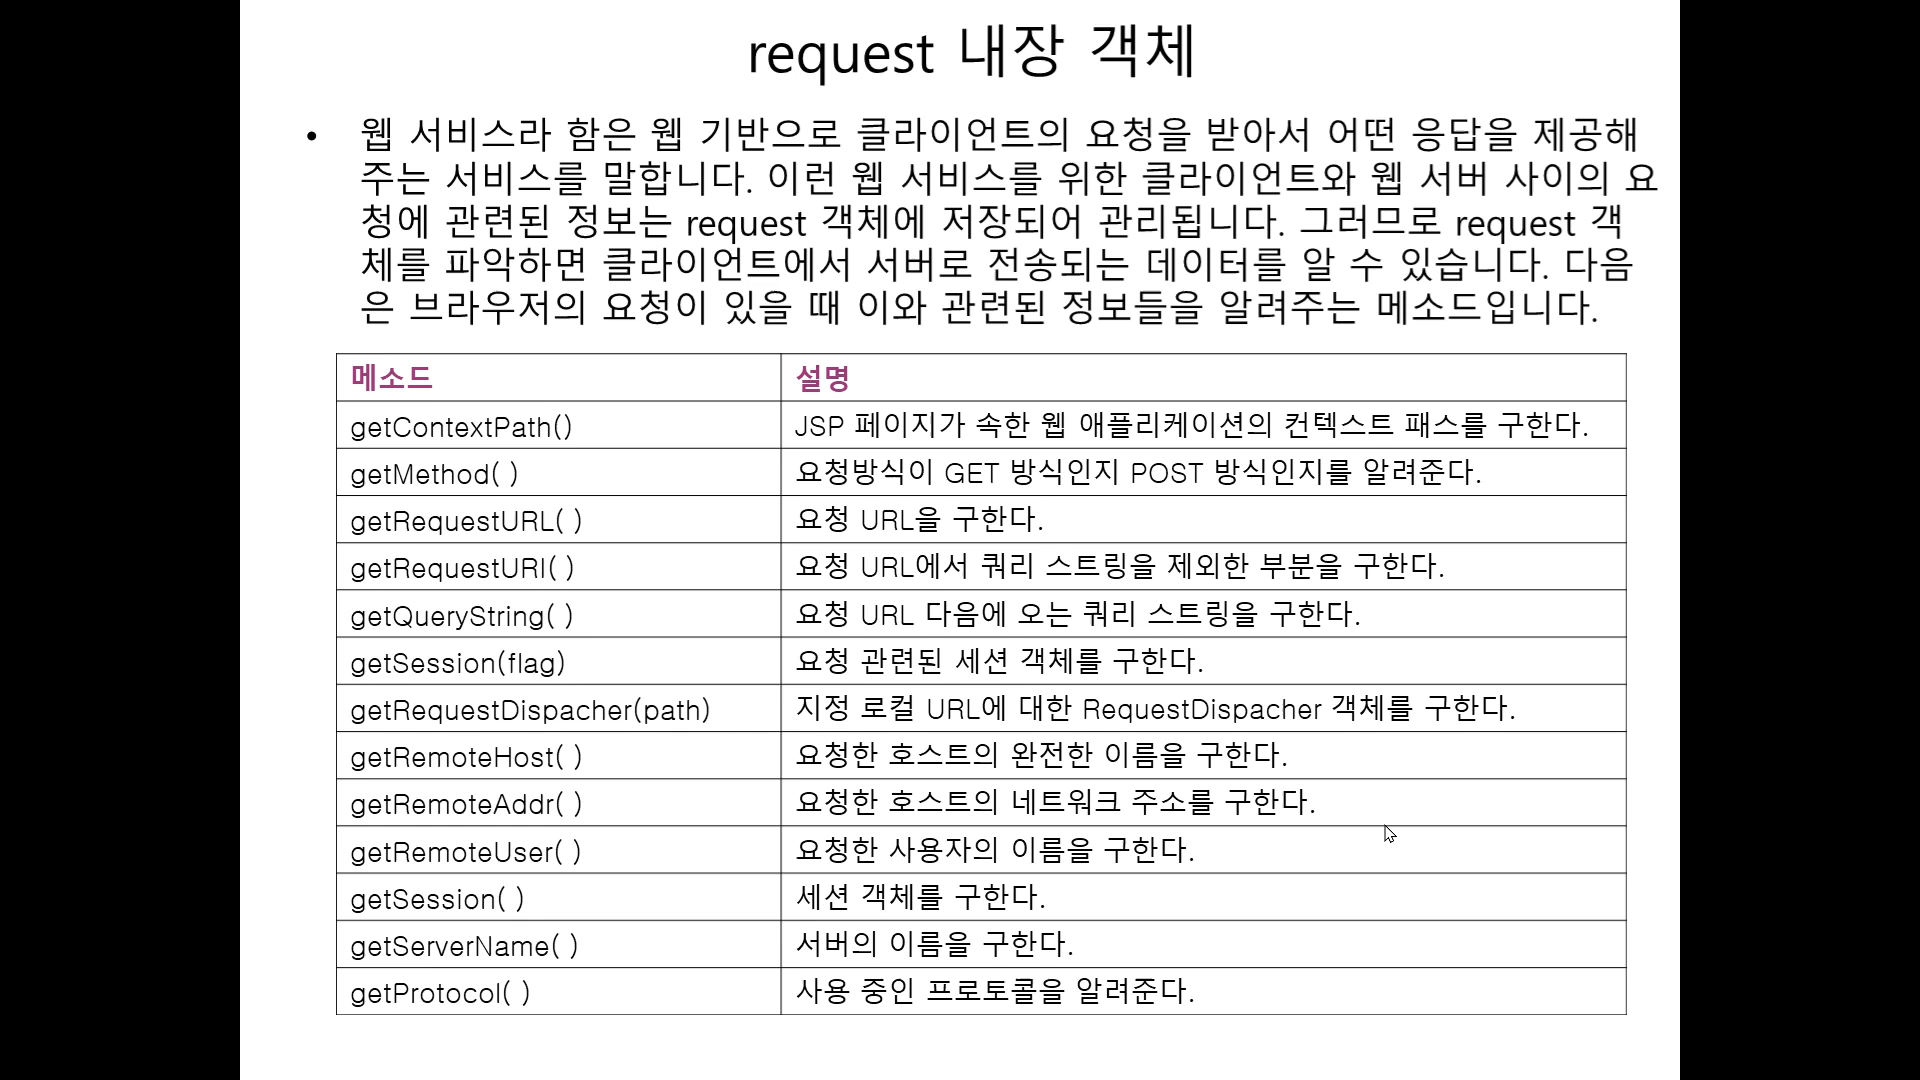 request 내장 객체
• 웹 서비스라 함은 웹 기반으로 클라이언트의 요청을 받아서 어떤 응답을 제공해
주는 서비스를 말합니다. 이런 웹 서비스를 위한 클라이언트와 웹 서버 사이의 요
청에 관련된 정보는 request 객체에 저장되어 관리됩니다. 그러므로 request 객
체를 파악하면 클라이언트에서 서버로 전송되는 데이터를 알 수 있습니다. 다음
은 브라우저의 요청이 있을 때 이와 관련된 정보들을 알려주는 메소드입니다.
메소드 설명
getContextPath() JSP 페이지가 속한 웹 애플리케이션의 컨텍스트 패스를 구한다.
getMethod( ) 요청방식이 GET 방식인지 POST 방식인지를 알려준다.
getRequestURL( ) 요청 URL을 구한다.
getRequestURI( ) 요청 URL에서 쿼리 스트링을 제외한 부분을 구한다.
getQueryString( ) 요청 URL 다음에 오는 쿼리 스트링을 구한다.
getSession(flag) 요청 관련된 세션 객체를 구한다.
getRequestDispacher(path) 지정 로컬 URL에 대한 RequestDispacher 객체를 구한다.
getRemoteHost( ) 요청한 호스트의 완전한 이름을 구한다.
getRemoteAddr( ) 요청한 호스트의 네트워크 주소를 구한다.
getRemoteUser( ) 요청한 사용자의 이름을 구한다.
getSession( ) 세션 객체를 구한다.
getServerName( ) 서버의 이름을 구한다.
getProtocol( ) 사용 중인 프로토콜을 알려준다.